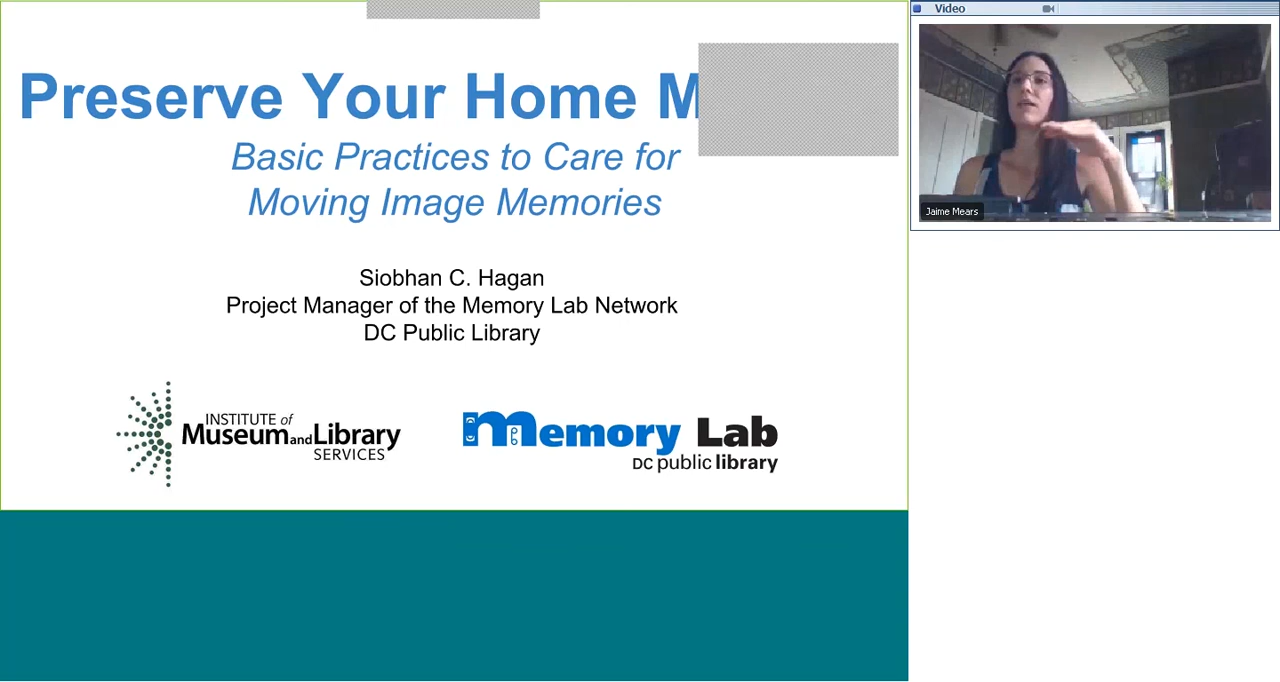 Preserve Your Home M
Basic Practices to Care for
Moving Image Memories
Siobhan C. Hagan
Project Manager of the Memory Lab Network
DC Public Library
INSTITUTE of
Museum and Library
SERVICES
Memory Lab
DC public library
Video
Jaime Mears